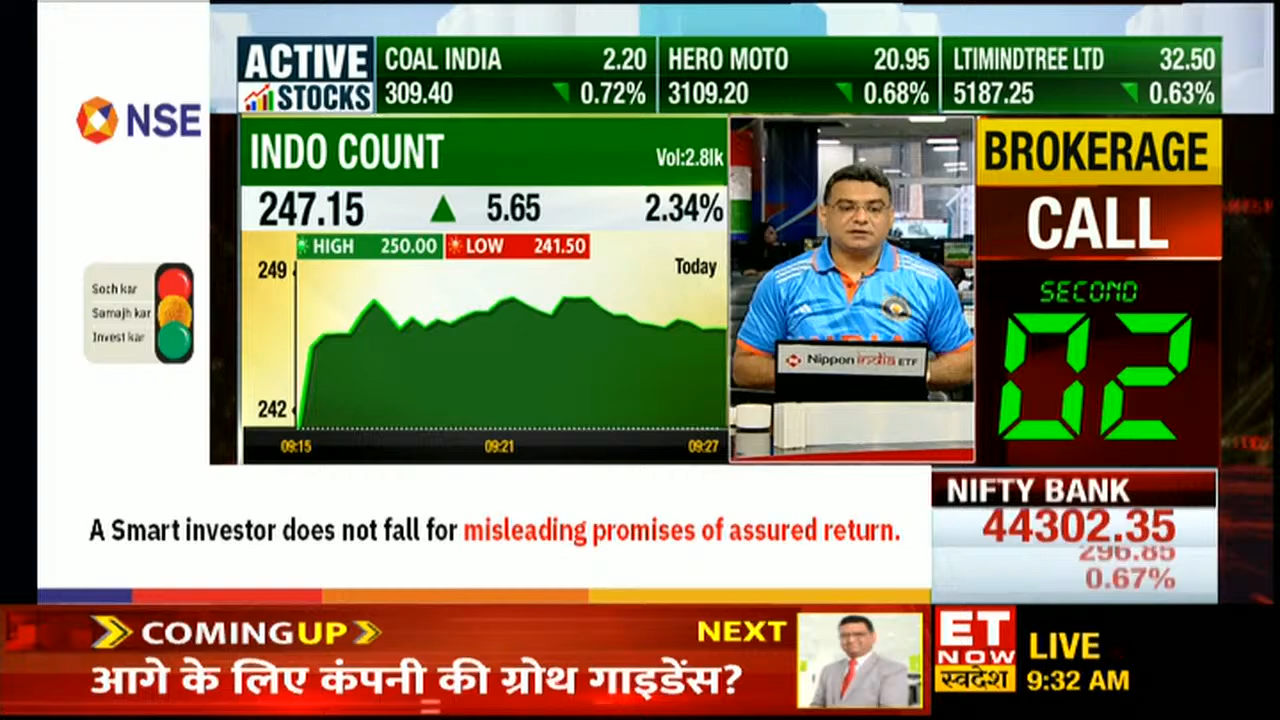 ACTIVE
STOCKS
COAL INDIA 2.20
309.40 0.72%
HERO MOTO 20.95
3109.20 0.68%
LTIMINDTREE LTD 32.50
5187.25 0.63%
NSE
INDO COUNT Vol:2.8lk
247.15 5.65 2.34%
HIGH 250.00 LOW 241.50
249
Today
242
09:15 09:21 09:27
Nippon india ETF
BROKERAGE
CALL
SECOND
02
Soch kar
Samajh kar
Invest kar
A Smart investor does not fall for misleading promises of assured return.
NIFTY BANK
44302.35
296.85
0.67%
COMING UP NEXT
आगे के लिए कंपनी की ग्रोथ गाइडेंस?
ET
NOW
स्वदेश
LIVE
9:32 AM